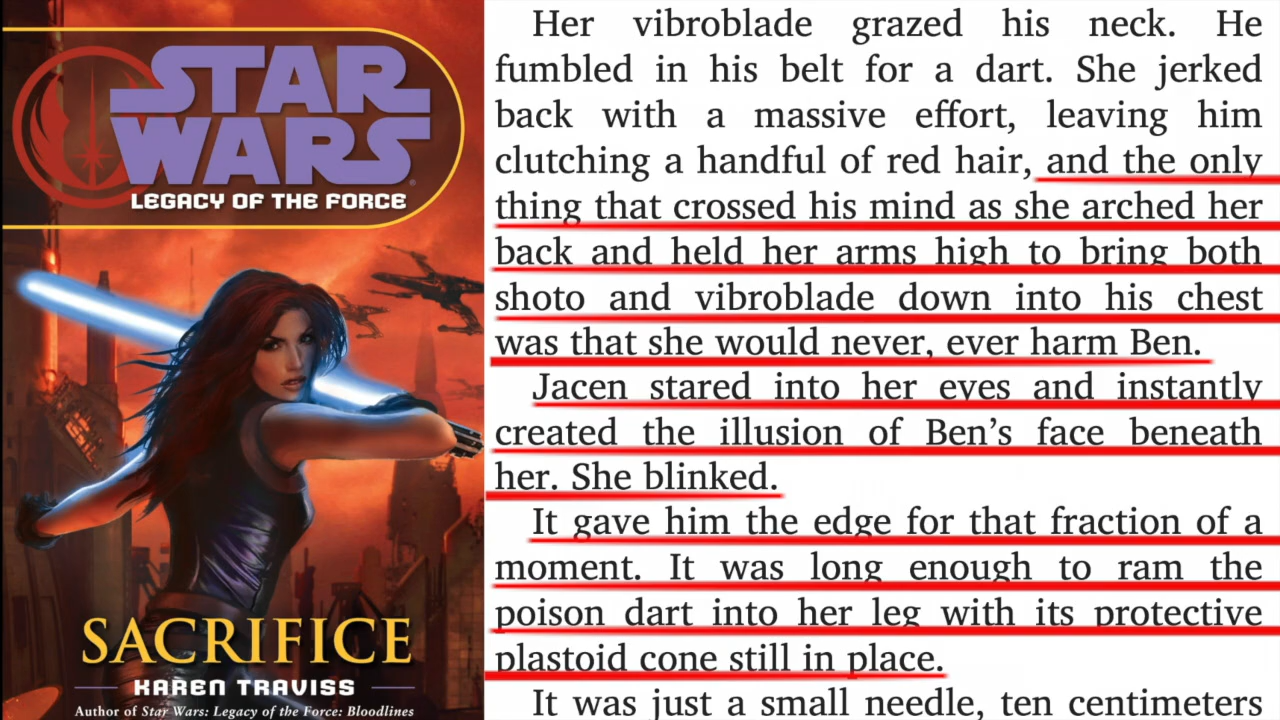 STAR
WARS
LEGACY OF THE FORCE
SACRIFICE
KAREN TRAVISS
Author of Star Wars: Legacy of the Force: Bloodlines
Her vibroblade grazed his neck. He
fumbled in his belt for a dart. She jerked
back with a massive effort, leaving him
clutching a handful of red hair, and the only
thing that crossed his mind as she arched her
back and held her arms high to bring both
shoto and vibroblade down into his chest
was that she would never, ever harm Ben.
Jacen stared into her eyes and instantly
created the illusion of Ben’s face beneath
her. She blinked.
It gave him the edge for that fraction of a
moment. It was long enough to ram the
poison dart into her leg with its protective
plastoid cone still in place.
It was just a small needle, ten centimeters